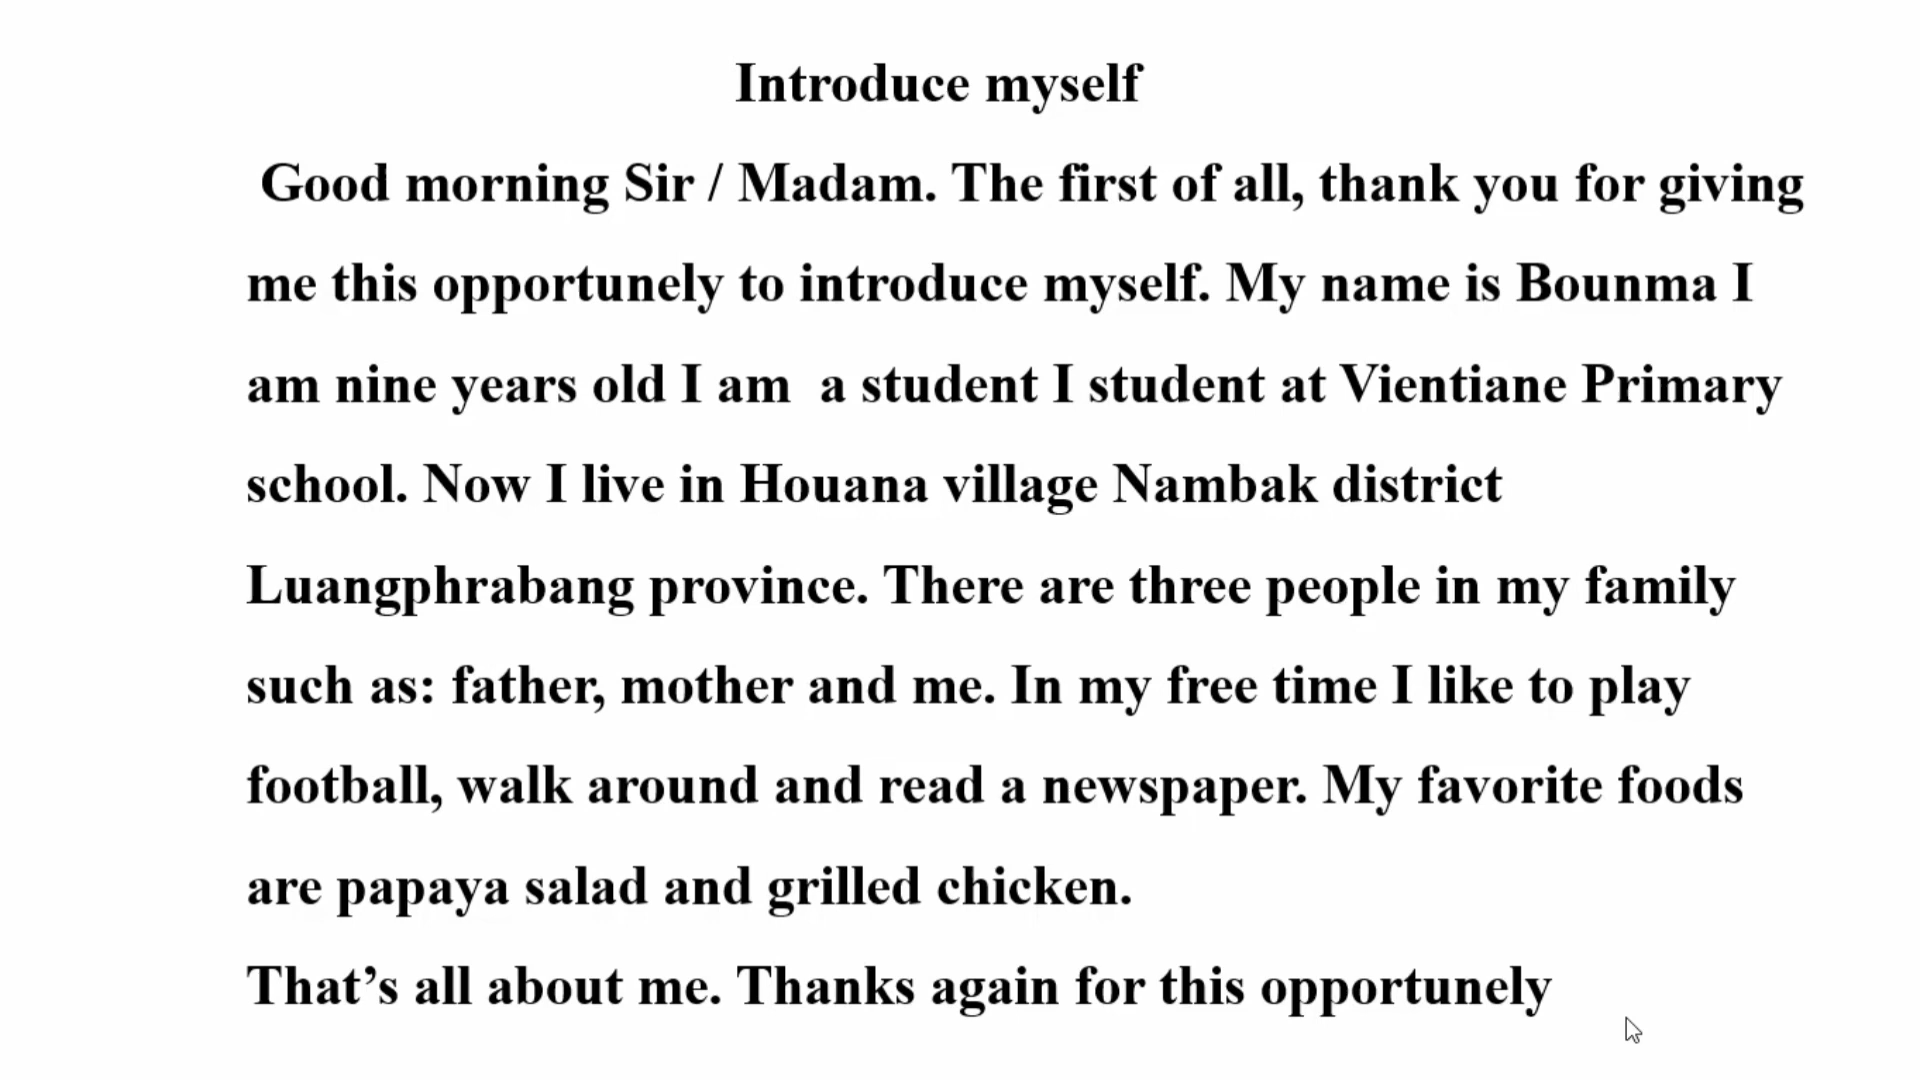 Introduce myself
Good morning Sir / Madam. The first of all, thank you for giving
me this opportunely to introduce myself. My name is Bounma I
am nine years old I am  a student I student at Vientiane Primary
school. Now I live in Houana village Nambak district
Luangphrabang province. There are three people in my family
such as: father, mother and me. In my free time I like to play
football, walk around and read a newspaper. My favorite foods
are papaya salad and grilled chicken.
That’s all about me. Thanks again for this opportunely